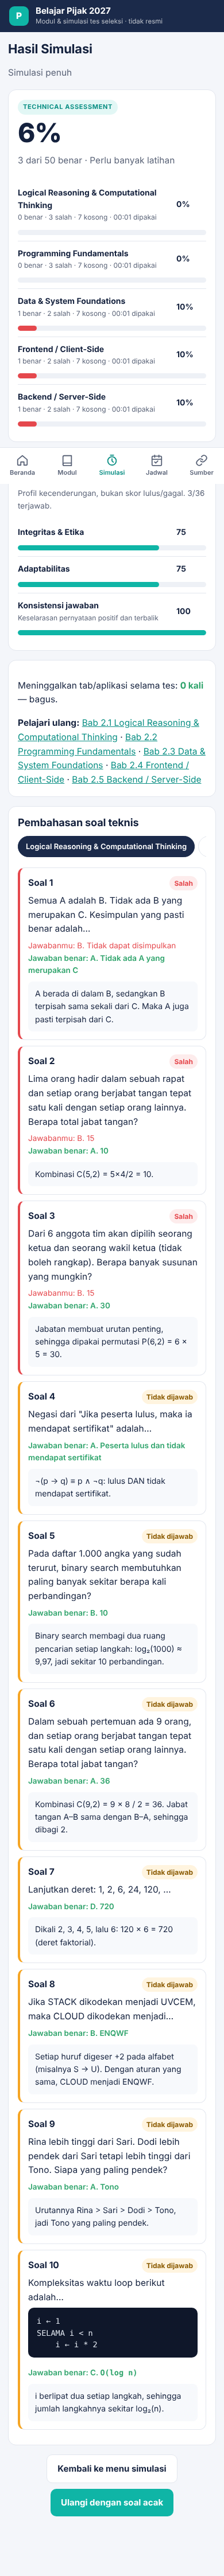 P
Belajar Pijak 2027
Modul & simulasi tes seleksi · tidak resmi
Hasil Simulasi
Simulasi penuh
TECHNICAL ASSESSMENT
6%
3 dari 50 benar · Perlu banyak latihan
Logical Reasoning & Computational
Thinking
0%
0 benar · 3 salah · 7 kosong · 00:01 dipakai
Programming Fundamentals
0%
0 benar · 3 salah · 7 kosong · 00:01 dipakai
Data & System Foundations
10%
1 benar · 2 salah · 7 kosong · 00:01 dipakai
Frontend / Client-Side
10%
1 benar · 2 salah · 7 kosong · 00:01 dipakai
Backend / Server-Side
10%
1 benar · 2 salah · 7 kosong · 00:01 dipakai
Beranda
Modul
Simulasi
Jadwal
Sumber
Profil kecenderungan, bukan skor lulus/gagal. 3/36
terjawab.
Integritas & Etika
75
Adaptabilitas
75
Konsistensi jawaban
100
Keselarasan pernyataan positif dan terbalik
Meninggalkan tab/aplikasi selama tes: 0 kali
— bagus.
Pelajari ulang: Bab 2.1 Logical Reasoning &
Computational Thinking · Bab 2.2
Programming Fundamentals · Bab 2.3 Data &
System Foundations · Bab 2.4 Frontend /
Client-Side · Bab 2.5 Backend / Server-Side
Pembahasan soal teknis
Logical Reasoning & Computational Thinking
Soal 1
Salah
Semua A adalah B. Tidak ada B yang
merupakan C. Kesimpulan yang pasti
benar adalah...
Jawabanmu: B. Tidak dapat disimpulkan
Jawaban benar: A. Tidak ada A yang
merupakan C
A berada di dalam B, sedangkan B
terpisah sama sekali dari C. Maka A juga
pasti terpisah dari C.
Soal 2
Salah
Lima orang hadir dalam sebuah rapat
dan setiap orang berjabat tangan tepat
satu kali dengan setiap orang lainnya.
Berapa total jabat tangan?
Jawabanmu: B. 15
Jawaban benar: A. 10
Kombinasi C(5,2) = 5×4/2 = 10.
Soal 3
Salah
Dari 6 anggota tim akan dipilih seorang
ketua dan seorang wakil ketua (tidak
boleh rangkap). Berapa banyak susunan
yang mungkin?
Jawabanmu: B. 15
Jawaban benar: A. 30
Jabatan membuat urutan penting,
sehingga dipakai permutasi P(6,2) = 6 ×
5 = 30.
Soal 4
Tidak dijawab
Negasi dari "Jika peserta lulus, maka ia
mendapat sertifikat" adalah...
Jawaban benar: A. Peserta lulus dan tidak
mendapat sertifikat
¬(p → q) ≡ p ∧ ¬q: lulus DAN tidak
mendapat sertifikat.
Soal 5
Tidak dijawab
Pada daftar 1.000 angka yang sudah
terurut, binary search membutuhkan
paling banyak sekitar berapa kali
perbandingan?
Jawaban benar: B. 10
Binary search membagi dua ruang
pencarian setiap langkah: log₂(1000) ≈
9,97, jadi sekitar 10 perbandingan.
Soal 6
Tidak dijawab
Dalam sebuah pertemuan ada 9 orang,
dan setiap orang berjabat tangan tepat
satu kali dengan setiap orang lainnya.
Berapa total jabat tangan?
Jawaban benar: A. 36
Kombinasi C(9,2) = 9 × 8 / 2 = 36. Jabat
tangan A–B sama dengan B–A, sehingga
dibagi 2.
Soal 7
Tidak dijawab
Lanjutkan deret: 1, 2, 6, 24, 120, ...
Jawaban benar: D. 720
Dikali 2, 3, 4, 5, lalu 6: 120 × 6 = 720
(deret faktorial).
Soal 8
Tidak dijawab
Jika STACK dikodekan menjadi UVCEM,
maka CLOUD dikodekan menjadi...
Jawaban benar: B. ENQWF
Setiap huruf digeser +2 pada alfabet
(misalnya S → U). Dengan aturan yang
sama, CLOUD menjadi ENQWF.
Soal 9
Tidak dijawab
Rina lebih tinggi dari Sari. Dodi lebih
pendek dari Sari tetapi lebih tinggi dari
Tono. Siapa yang paling pendek?
Jawaban benar: A. Tono
Urutannya Rina > Sari > Dodi > Tono,
jadi Tono yang paling pendek.
Soal 10
Tidak dijawab
Kompleksitas waktu loop berikut
adalah...
i ← 1
SELAMA i < n
i ← i * 2
Jawaban benar: C. O(log n)
i berlipat dua setiap langkah, sehingga
jumlah langkahnya sekitar log₂(n).
Kembali ke menu simulasi
Ulangi dengan soal acak